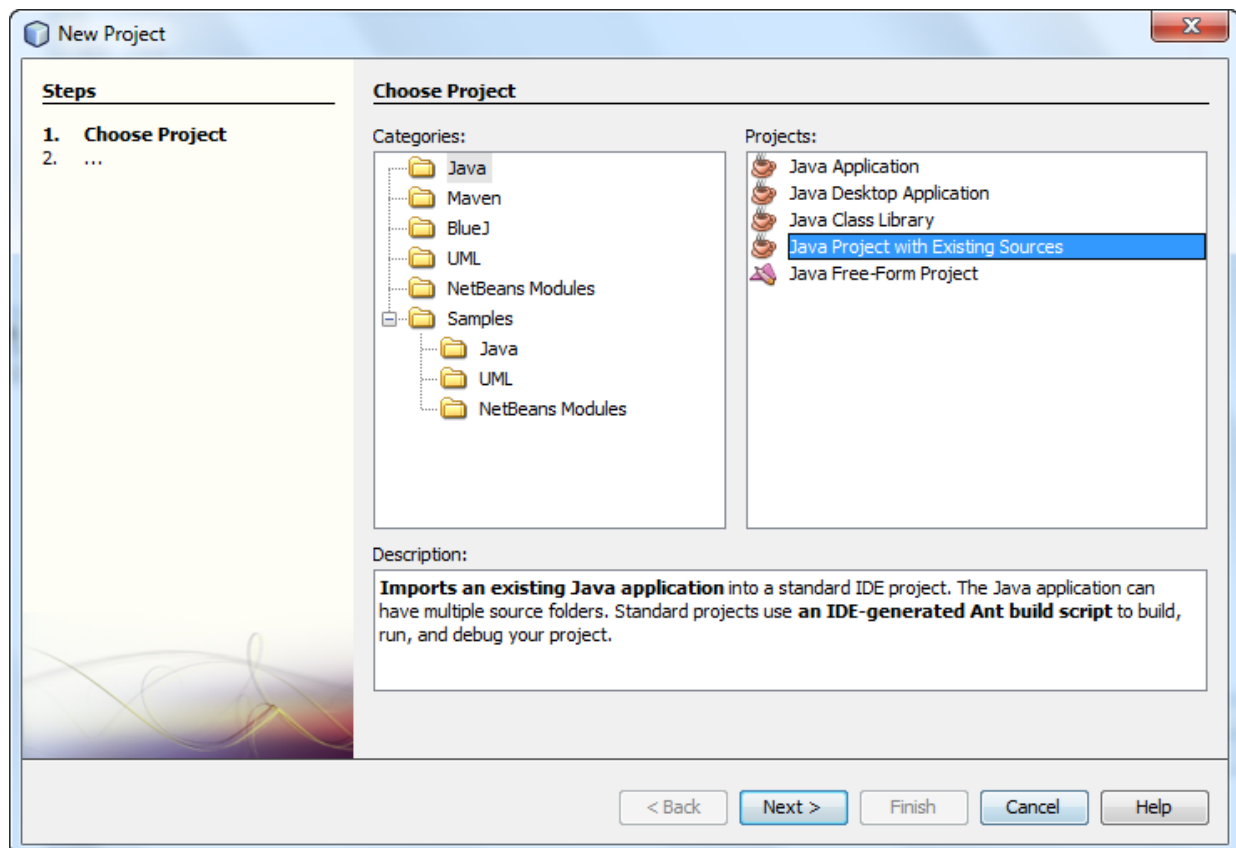 New Project
Steps
1. Choose Project
2. ...
Choose Project
Categories:
Java
Maven
BlueJ
UML
NetBeans Modules
Samples
Java
UML
NetBeans Modules
Projects:
Java Application
Java Desktop Application
Java Class Library
Java Project with Existing Sources
Java Free-Form Project
Description:
Imports an existing Java application into a standard IDE project. The Java application can
have multiple source folders. Standard projects use an IDE-generated Ant build script to build,
run, and debug your project.
< Back
Next >
Finish
Cancel
Help